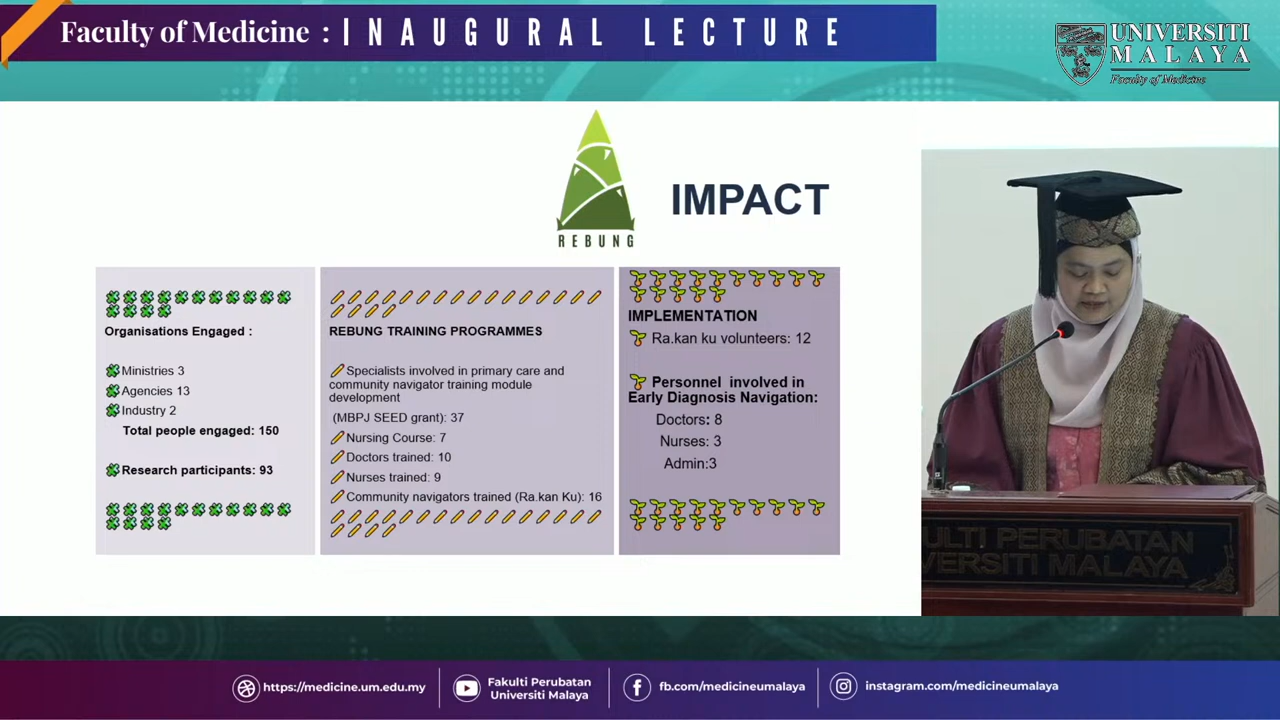 Faculty of Medicine : INAUGURAL LECTURE
UNIVERSITI
MALAYA
Faculty of Medicine
REBUNG
IMPACT
Organisations Engaged :
Ministries 3
Agencies 13
Industry 2
Total people engaged: 150
Research participants: 93
REBUNG TRAINING PROGRAMMES
Specialists involved in primary care and
community navigator training module
development
(MBPJ SEED grant): 37
Nursing Course: 7
Doctors trained: 10
Nurses trained: 9
Community navigators trained (Ra.kan Ku): 16
IMPLEMENTATION
Ra.kan ku volunteers: 12
Personnel involved in
Early Diagnosis Navigation:
Doctors: 8
Nurses: 3
Admin:3
ULTI PERUBATAN
VERSITI MALAYA
https://medicine.um.edu.my
Fakulti Perubatan
Universiti Malaya
fb.com/medicineumalaya
instagram.com/medicineumalaya